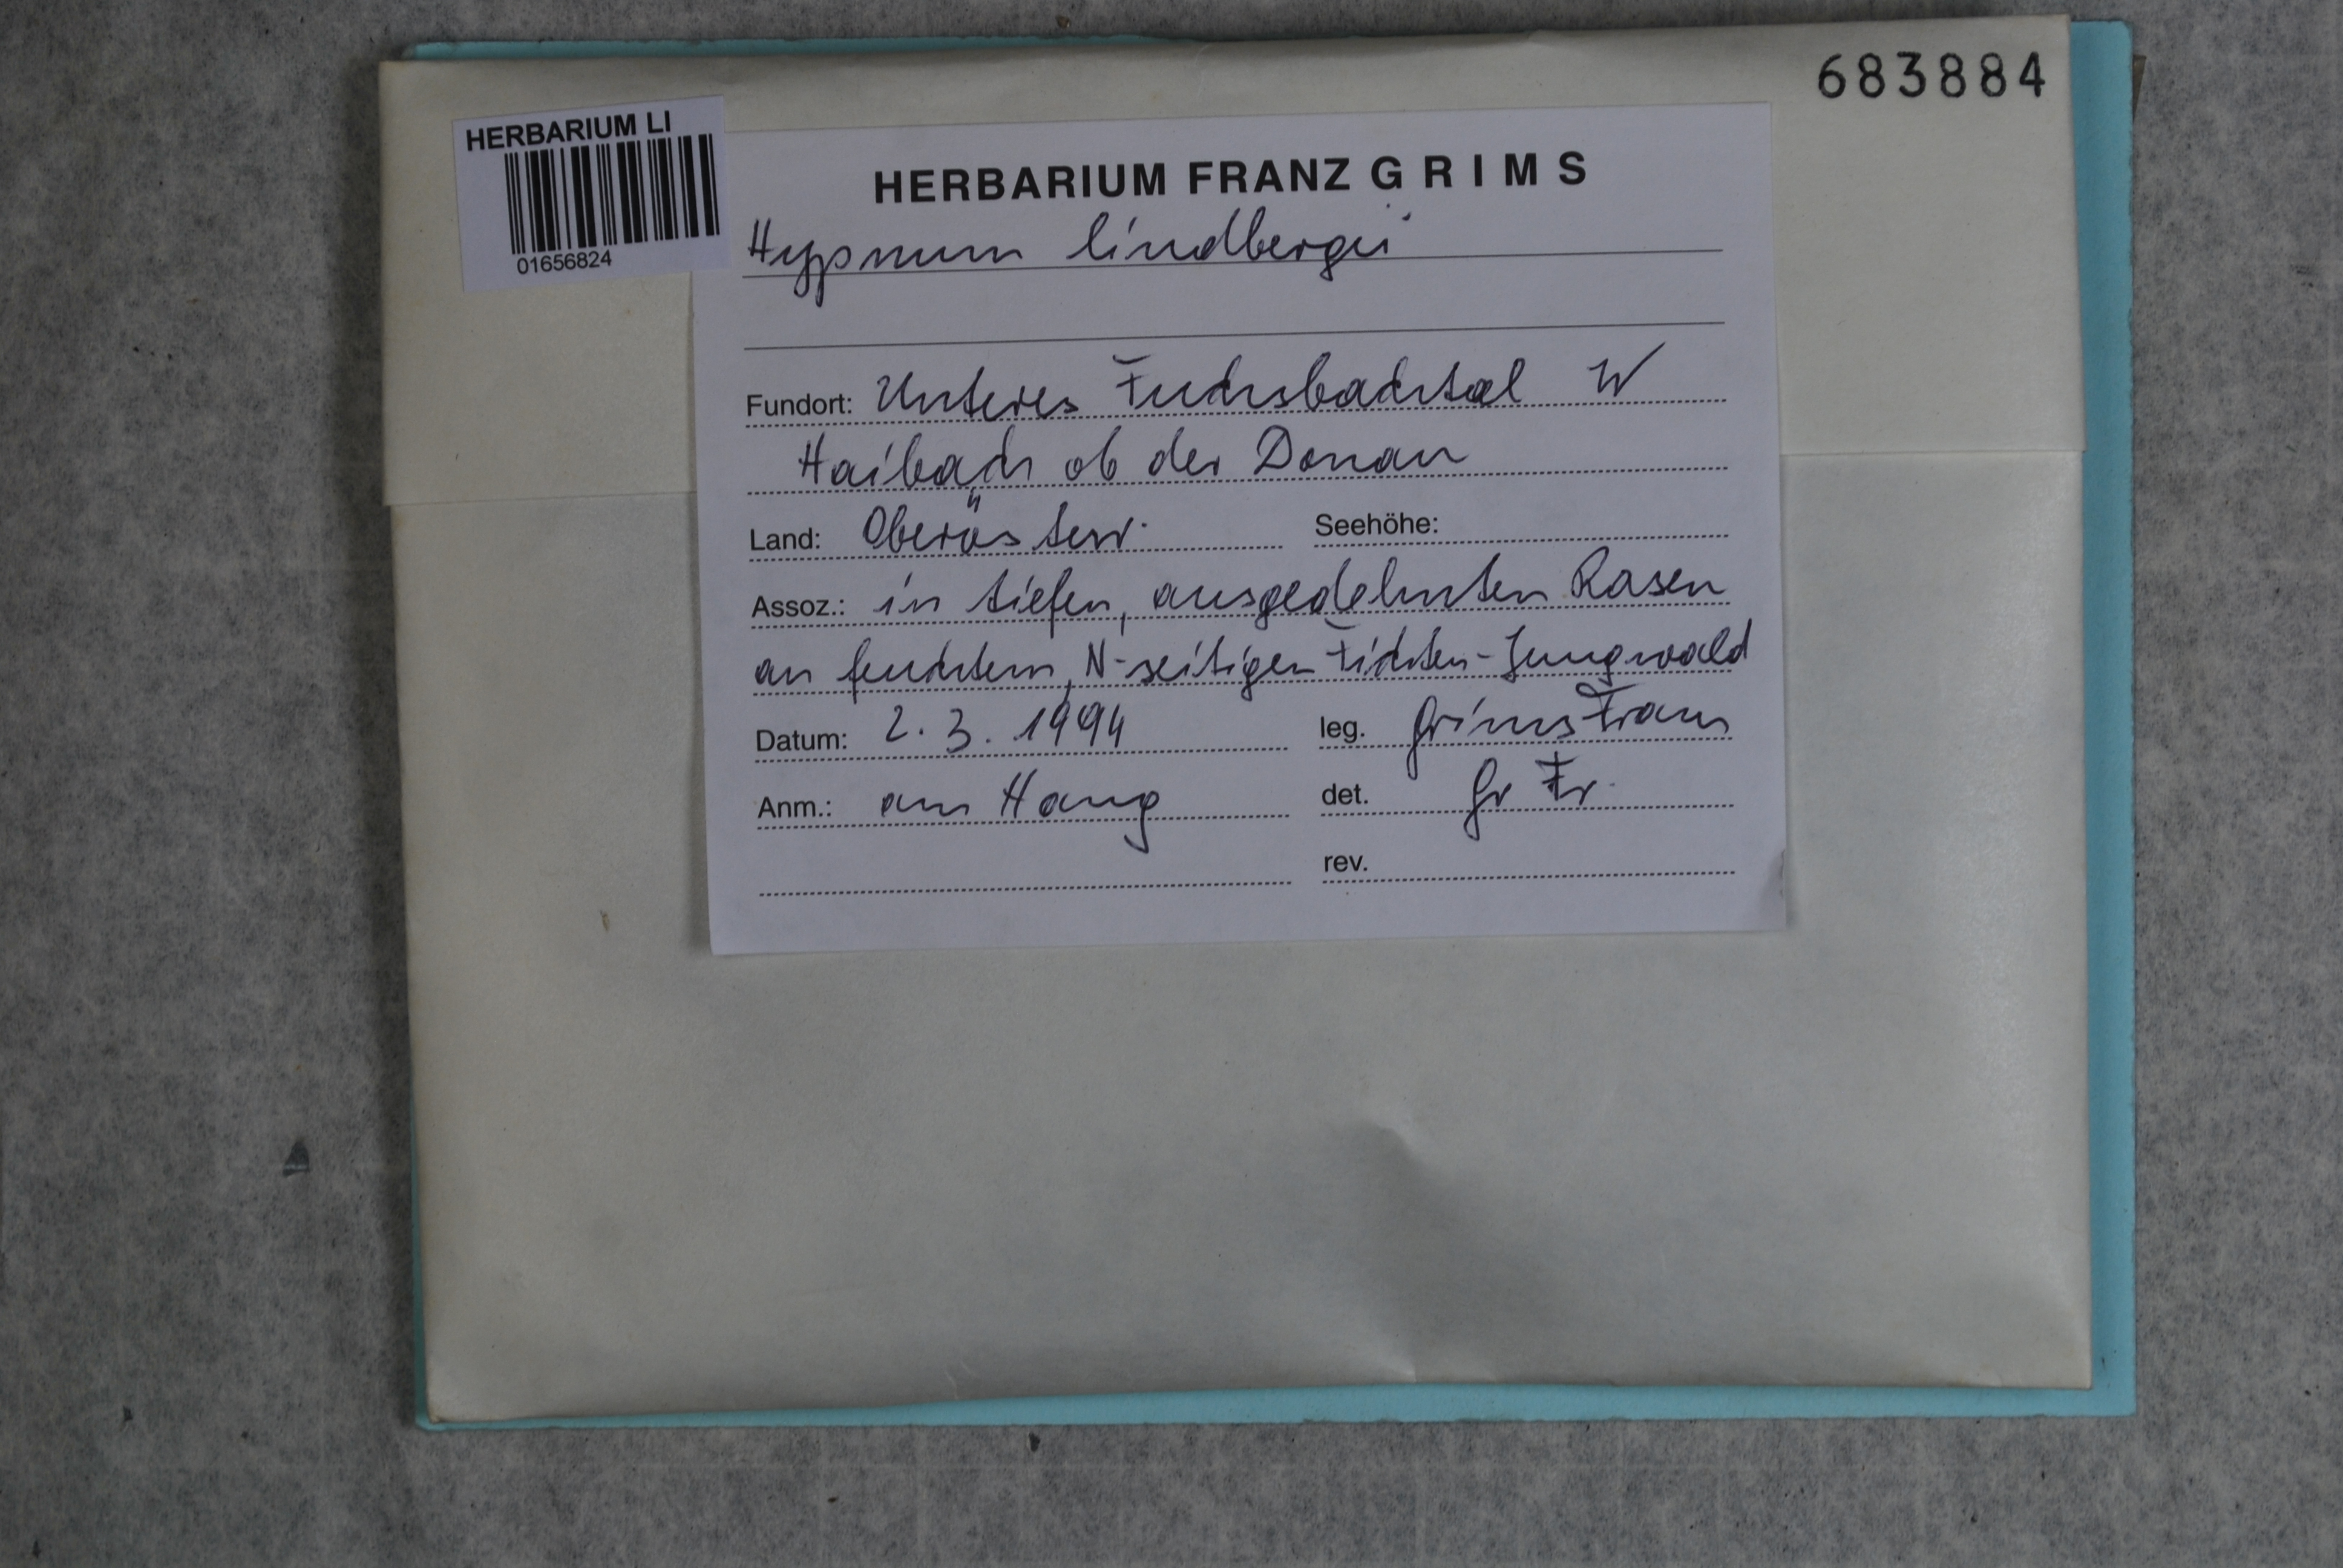 683884
HERBARIUM LI
01656824
HERBARIUM FRANZ GRIMS
Hypnum lindbergii
Fundort: Unteres Fuchsbachtal W
Haibach ob der Donau
Land: Oberösterr. Seehöhe:
Assoz.: in tiefen, ausgedehnten Rasen
an feuchtem, N-seitigen Fichten-Jungwald
Datum: 2.3.1994 leg. Grims Franz
Anm.: am Hang det. Gr Fr.
rev.